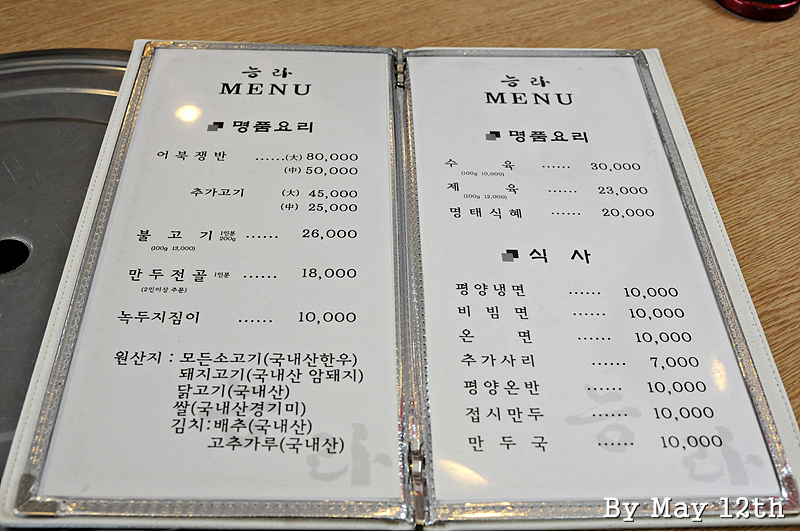 능라
MENU
명품요리
어북쟁반 ......(大) 80,000
(中) 50,000
추가고기 (大) 45,000
(中) 25,000
불고기 1인분 200g ...... 26,000
(100g 13,000)
만두전골 1인분 ...... 18,000
(2인이상 주문)
녹두지짐이 ...... 10,000
원산지 : 모든소고기(국내산한우)
돼지고기(국내산 암돼지)
닭고기(국내산)
쌀(국내산경기미)
김치:배추(국내산)
고추가루(국내산)
라
능라
MENU
명품요리
수육 ...... 30,000
(100g 10,000)
제육 ...... 23,000
(100g 12,000)
명태식혜 ...... 20,000
식사
평양냉면 ...... 10,000
비빔면 ...... 10,000
온면 ...... 10,000
추가사리 ...... 7,000
평양온반 ...... 10,000
접시만두 ...... 10,000
만두국 ...... 10,000
능라
By May 12th